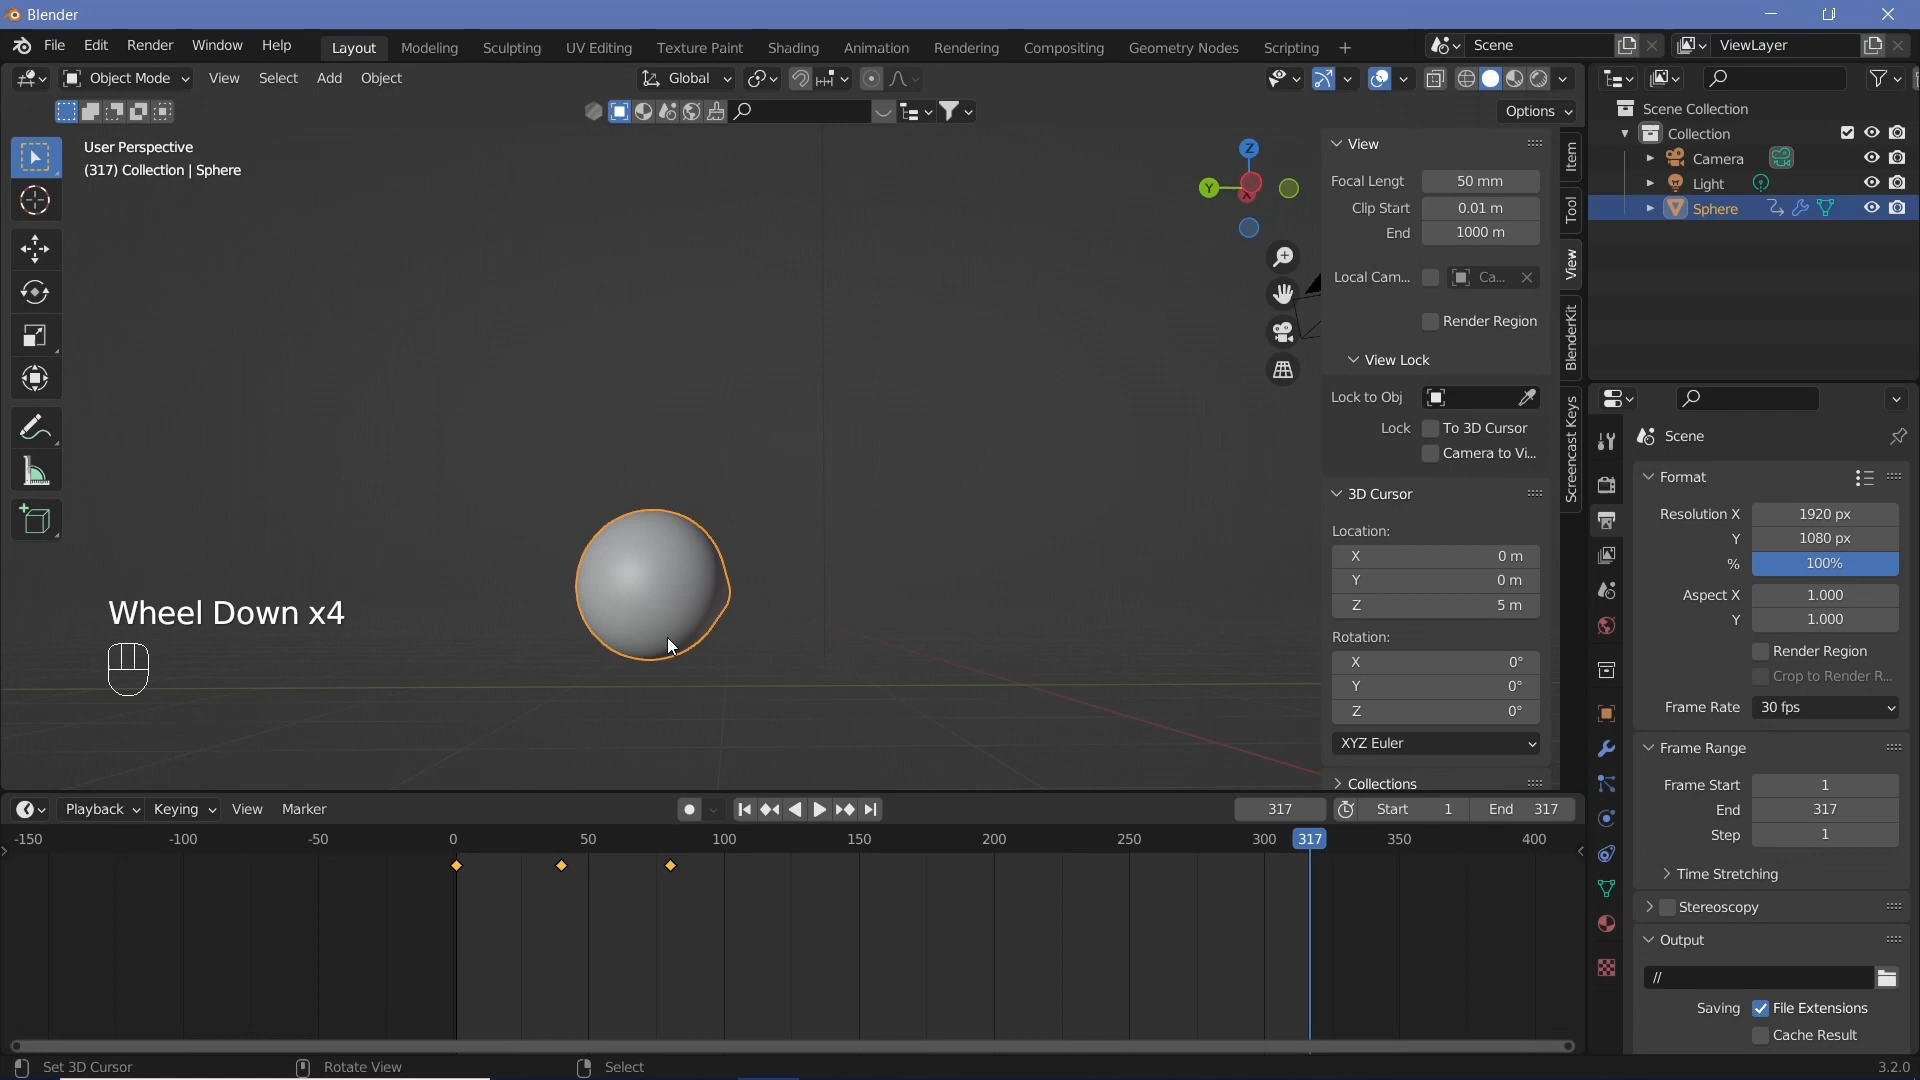 Blender
File Edit Render Window Help
Layout Modeling Sculpting UV Editing Texture Paint Shading Animation Rendering Compositing Geometry Nodes Scripting +
Scene
ViewLayer
Object Mode View Select Add Object
Global
Options
User Perspective
(317) Collection | Sphere
Z
Y
X
View
Focal Lengt 50 mm
Clip Start 0.01 m
End 1000 m
Local Cam... Ca...
Render Region
View Lock
Lock to Obj
Lock To 3D Cursor
Camera to Vi...
3D Cursor
Location:
X 0 m
Y 0 m
Z 5 m
Rotation:
X 0°
Y 0°
Z 0°
XYZ Euler
Collections
Item
Tool
View
BlenderKit
Screencast Keys
Wheel Down x4
Scene Collection
Collection
Camera
Light
Sphere
Scene
Format
Resolution X 1920 px
Y 1080 px
% 100%
Aspect X 1.000
Y 1.000
Render Region
Crop to Render R...
Frame Rate 30 fps
Frame Range
Frame Start 1
End 317
Step 1
Time Stretching
Stereoscopy
Output
//
Saving File Extensions
Cache Result
Playback Keying View Marker
317 Start 1 End 317
-150 -100 -50 0 50 100 150 200 250 300 317 350 400
Set 3D Cursor Rotate View Select
3.2.0